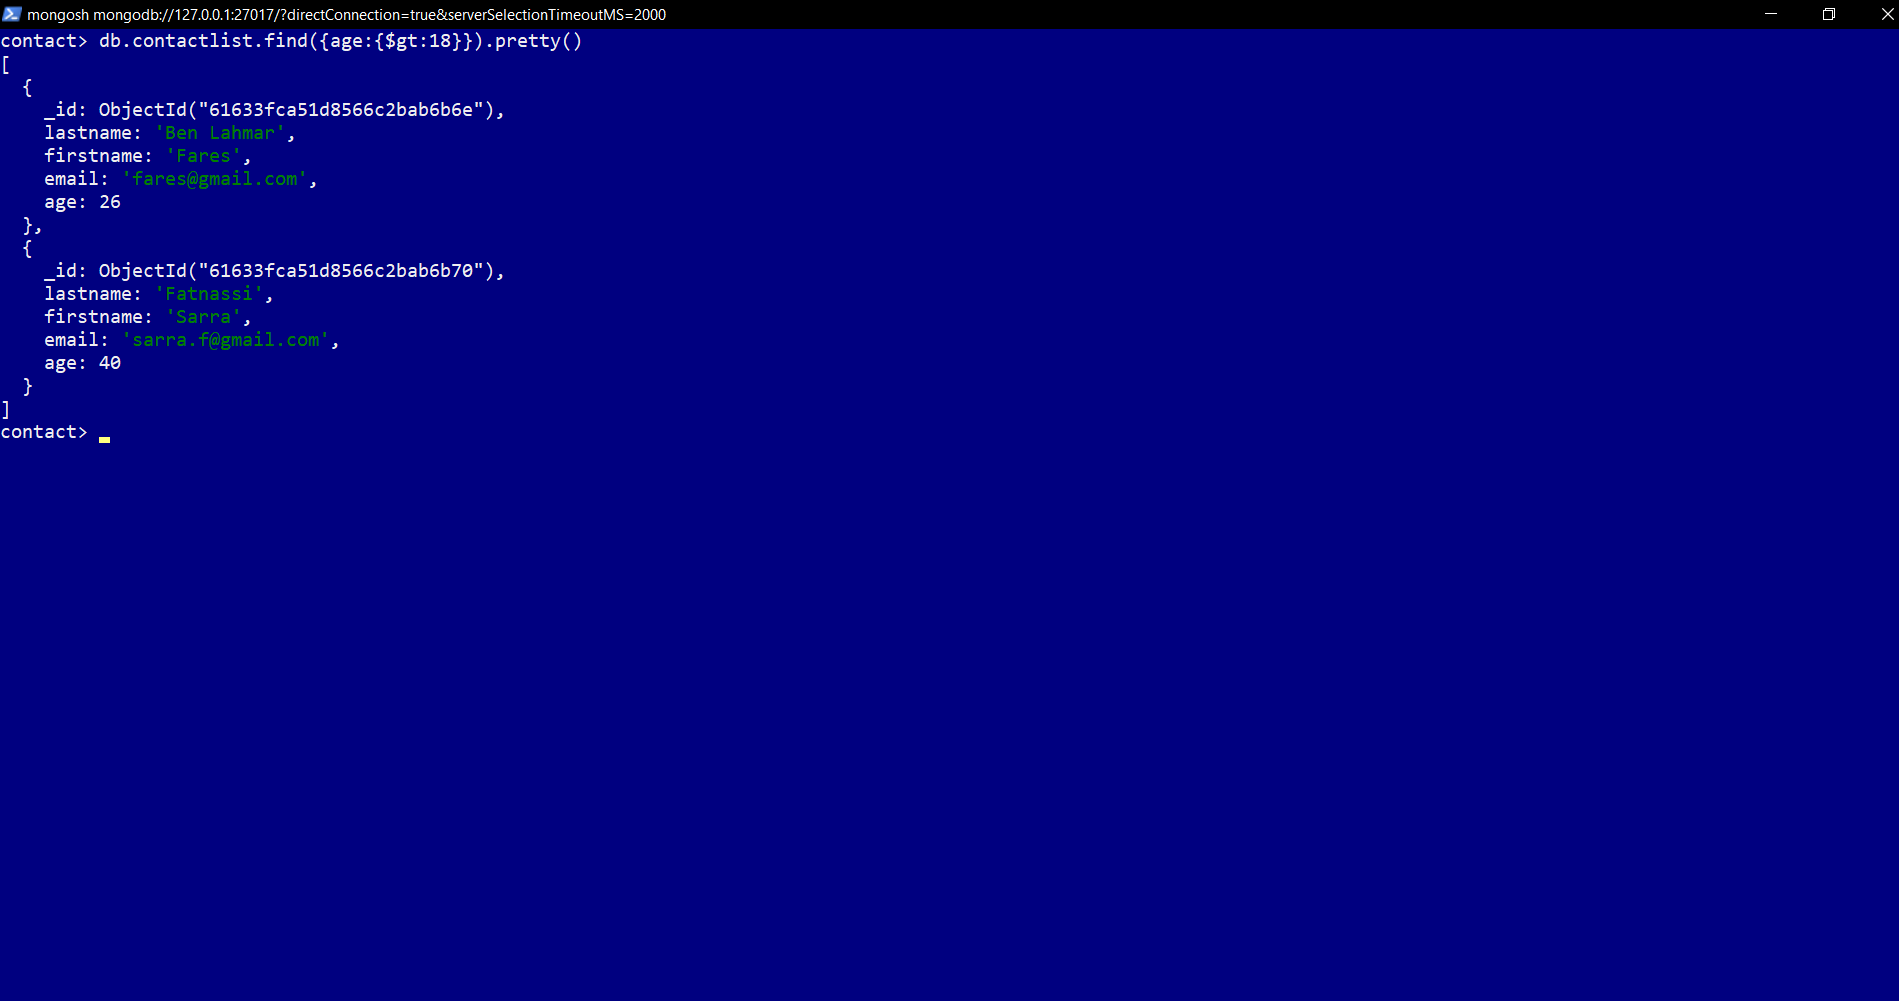 mongosh mongodb://127.0.0.1:27017/?directConnection=true&serverSelectionTimeoutMS=2000
contact> db.contactlist.find({age:{$gt:18}}).pretty()
[
  {
    _id: ObjectId("61633fca51d8566c2bab6b6e"),
    lastname: 'Ben Lahmar',
    firstname: 'Fares',
    email: 'fares@gmail.com',
    age: 26
  },
  {
    _id: ObjectId("61633fca51d8566c2bab6b70"),
    lastname: 'Fatnassi',
    firstname: 'Sarra',
    email: 'sarra.f@gmail.com',
    age: 40
  }
]
contact>